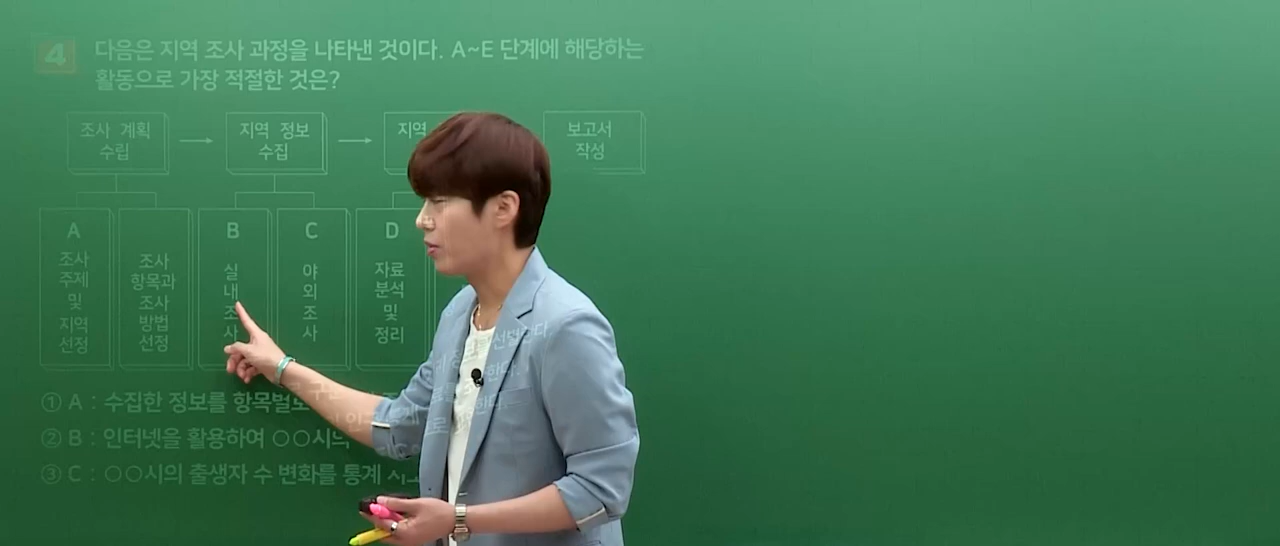 4
다음은 지역 조사 과정을 나타낸 것이다. A~E 단계에 해당하는
활동으로 가장 적절한 것은?
조사 계획
수립
지역 정보
수집
지역
보고서
작성
A
조사
주제
및
지역
선정
조사
항목과
조사
방법
선정
B
실
내
조
사
C
야
외
조
사
D
자료
분석
및
정리
① A : 수집한 정보를 항목별로
② B : 인터넷을 활용하여 ○○시의
③ C : ○○시의 출생자 수 변화를 통계